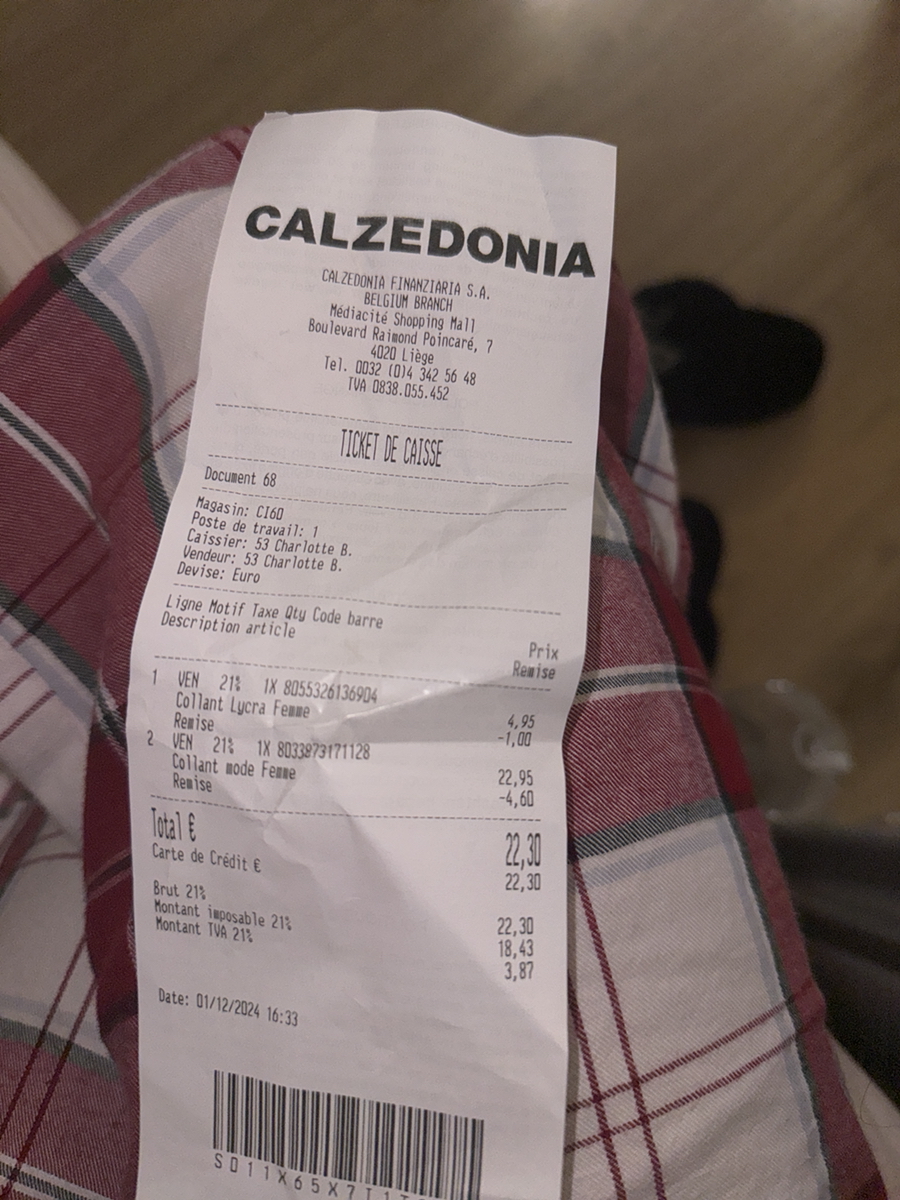 CALZEDONIA
CALZEDONIA FINANZIARIA S.A.
BELGIUM BRANCH
Médiacité Shopping Mall
Boulevard Raimond Poincaré, 7
4020 Liège
Tel. 0032 (0)4 342 56 48
TVA 0838.055.452
TICKET DE CAISSE
Document 68
Magasin: CI60
Poste de travail: 1
Caissier: 53 Charlotte B.
Vendeur: 53 Charlotte B.
Devise: Euro
Ligne Motif Taxe Qty Code barre Prix
Description article Remise
1 VEN 21% 1X 8055326136904 4,95
Collant Lycra Femme
Remise -1,00
2 VEN 21% 1X 8033973171128 22,95
Collant mode Femme
Remise -4,60
Total € 22,30
Carte de Crédit € 22,30
Brut 21% 22,30
Montant imposable 21% 18,43
Montant TVA 21% 3,87
Date: 01/12/2024 16:33